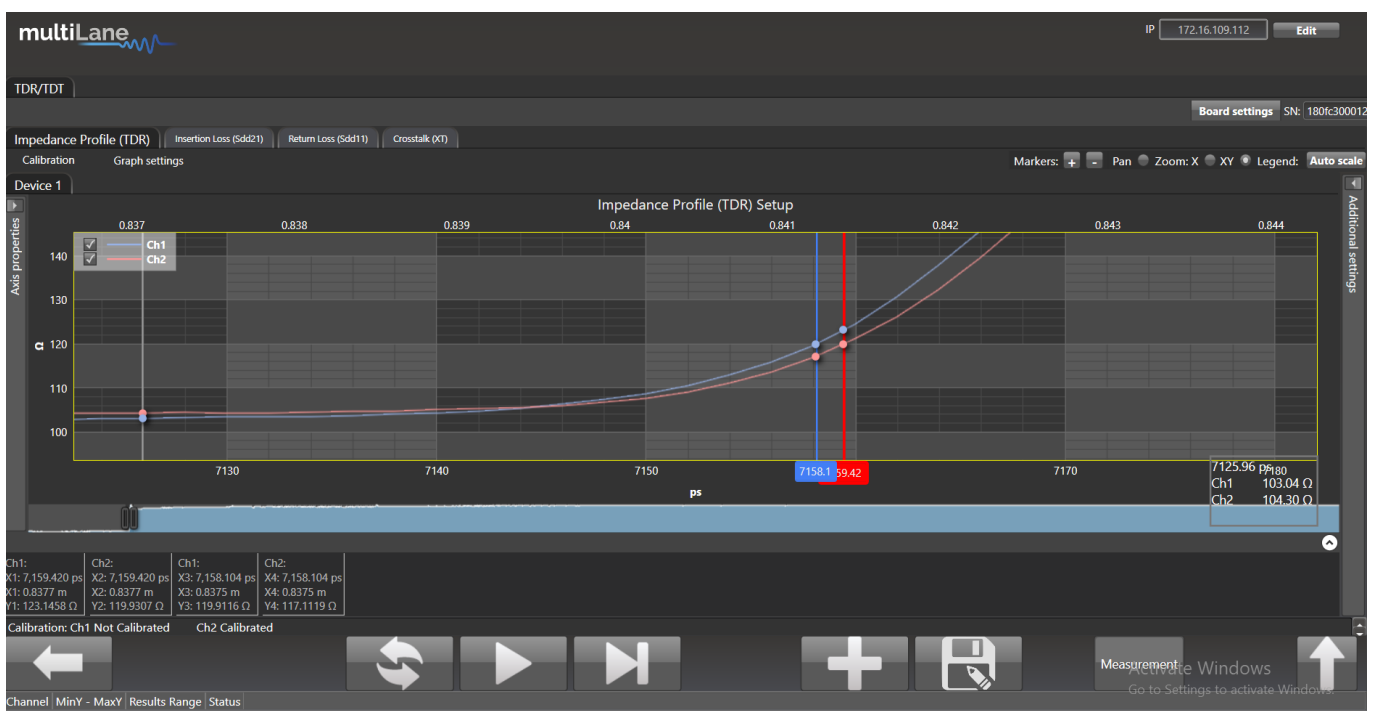 multiLane
IP 172.16.109.112 Edit
TDR/TDT
Board settings SN: 180fc300012
Impedance Profile (TDR) Insertion Loss (Sdd21) Return Loss (Sdd11) Crosstalk (XT)
Calibration Graph settings Markers: + - Pan Zoom: X XY Legend: Auto scale
Device 1
Impedance Profile (TDR) Setup
0.837 0.838 0.839 0.84 0.841 0.842 0.843 0.844
Axis properties
Additional settings
Ch1
Ch2
140
130
Ω 120
110
100
7130 7140 7150 7158.1 59.42 7170 7180
ps
7125.96 ps
Ch1 103.04 Ω
Ch2 104.30 Ω
Ch1: Ch2: Ch1: Ch2:
X1: 7,159.420 ps X2: 7,159.420 ps X3: 7,158.104 ps X4: 7,158.104 ps
X1: 0.8377 m X2: 0.8377 m X3: 0.8375 m X4: 0.8375 m
Y1: 123.1458 Ω Y2: 119.9307 Ω Y3: 119.9116 Ω Y4: 117.1119 Ω
Calibration: Ch1 Not Calibrated Ch2 Calibrated
Measurement
Activate Windows
Go to Settings to activate Windows.
Channel MinY - MaxY Results Range Status